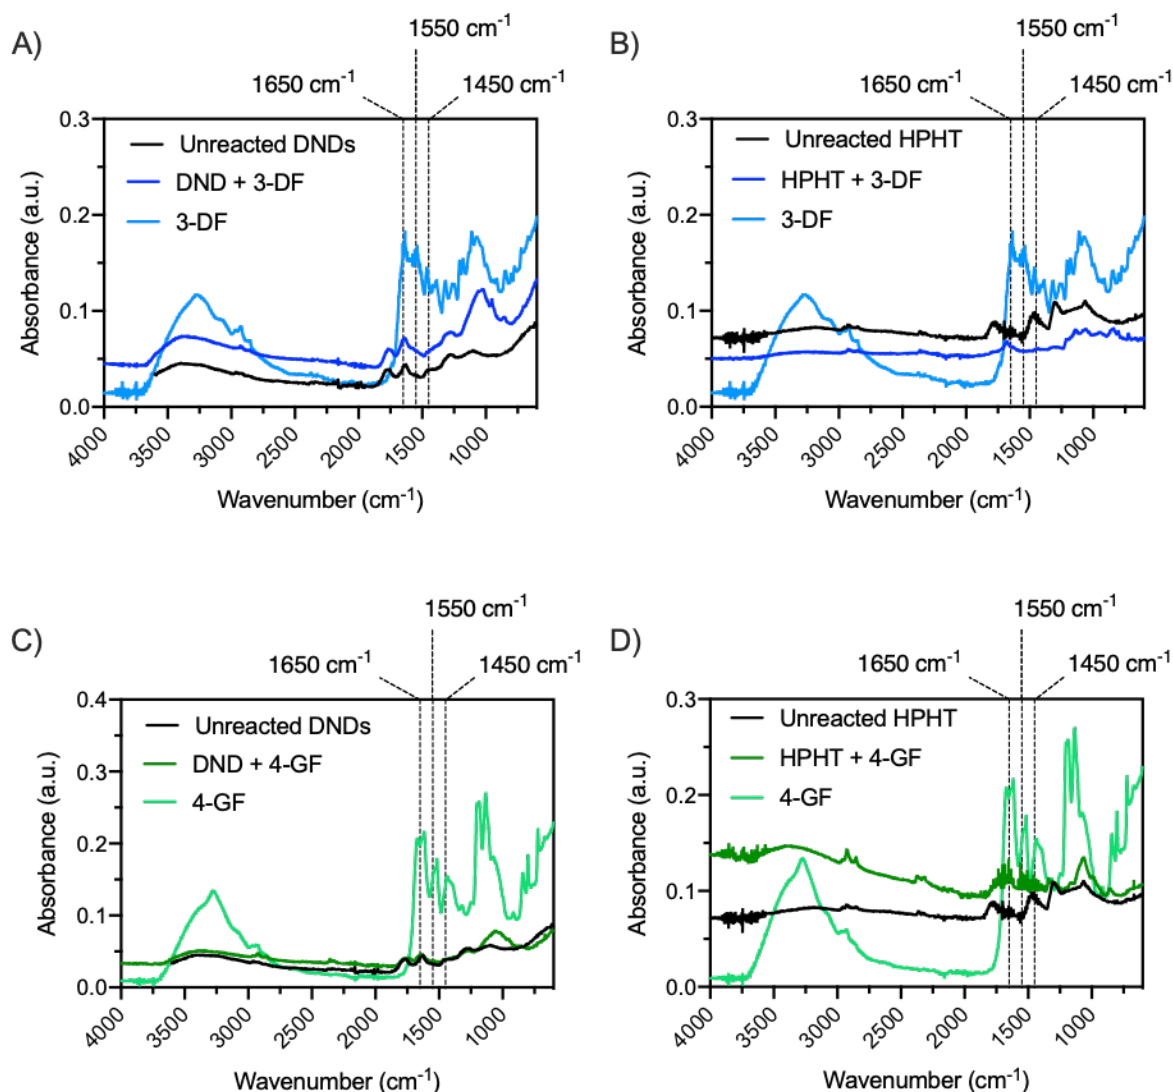 A)
1550 cm⁻¹
1650 cm⁻¹
1450 cm⁻¹
0.3
0.2
0.1
0.0
Absorbance (a.u.)
Unreacted DNDs
DND + 3-DF
3-DF
4000
3500
3000
2500
2000
1500
1000
Wavenumber (cm⁻¹)
B)
1550 cm⁻¹
1650 cm⁻¹
1450 cm⁻¹
0.3
0.2
0.1
0.0
Absorbance (a.u.)
Unreacted HPHT
HPHT + 3-DF
3-DF
4000
3500
3000
2500
2000
1500
1000
Wavenumber (cm⁻¹)
C)
1550 cm⁻¹
1650 cm⁻¹
1450 cm⁻¹
0.4
0.3
0.2
0.1
0.0
Absorbance (a.u.)
Unreacted DNDs
DND + 4-GF
4-GF
4000
3500
3000
2500
2000
1500
1000
Wavenumber (cm⁻¹)
D)
1550 cm⁻¹
1650 cm⁻¹
1450 cm⁻¹
0.3
0.2
0.1
0.0
Absorbance (a.u.)
Unreacted HPHT
HPHT + 4-GF
4-GF
4000
3500
3000
2500
2000
1500
1000
Wavenumber (cm⁻¹)